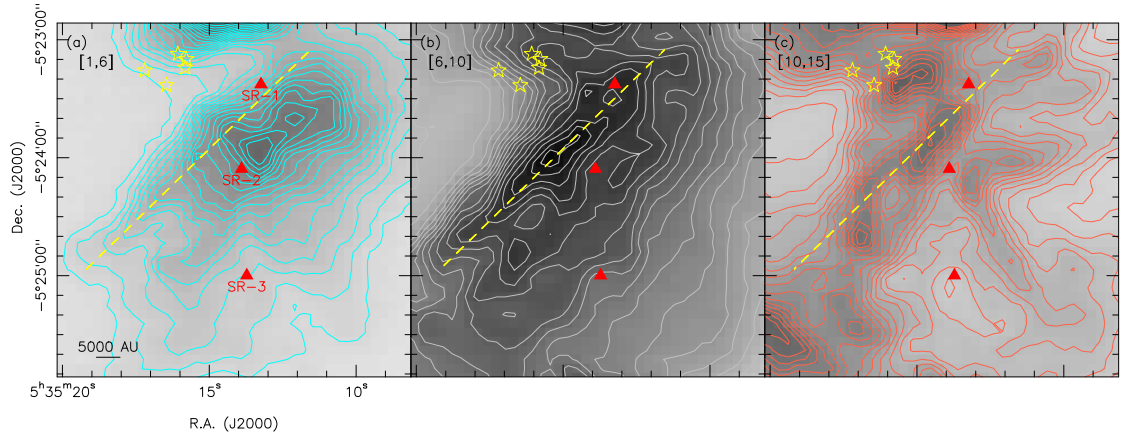 (a)
[1,6]
(b)
[6,10]
(c)
[10,15]
−5°23'00"
SR−1
−5°24'00"
SR−2
Dec. (J2000)
−5°25'00"
SR−3
5000 AU
5ʰ35ᵐ20ˢ
15ˢ
10ˢ
R.A. (J2000)